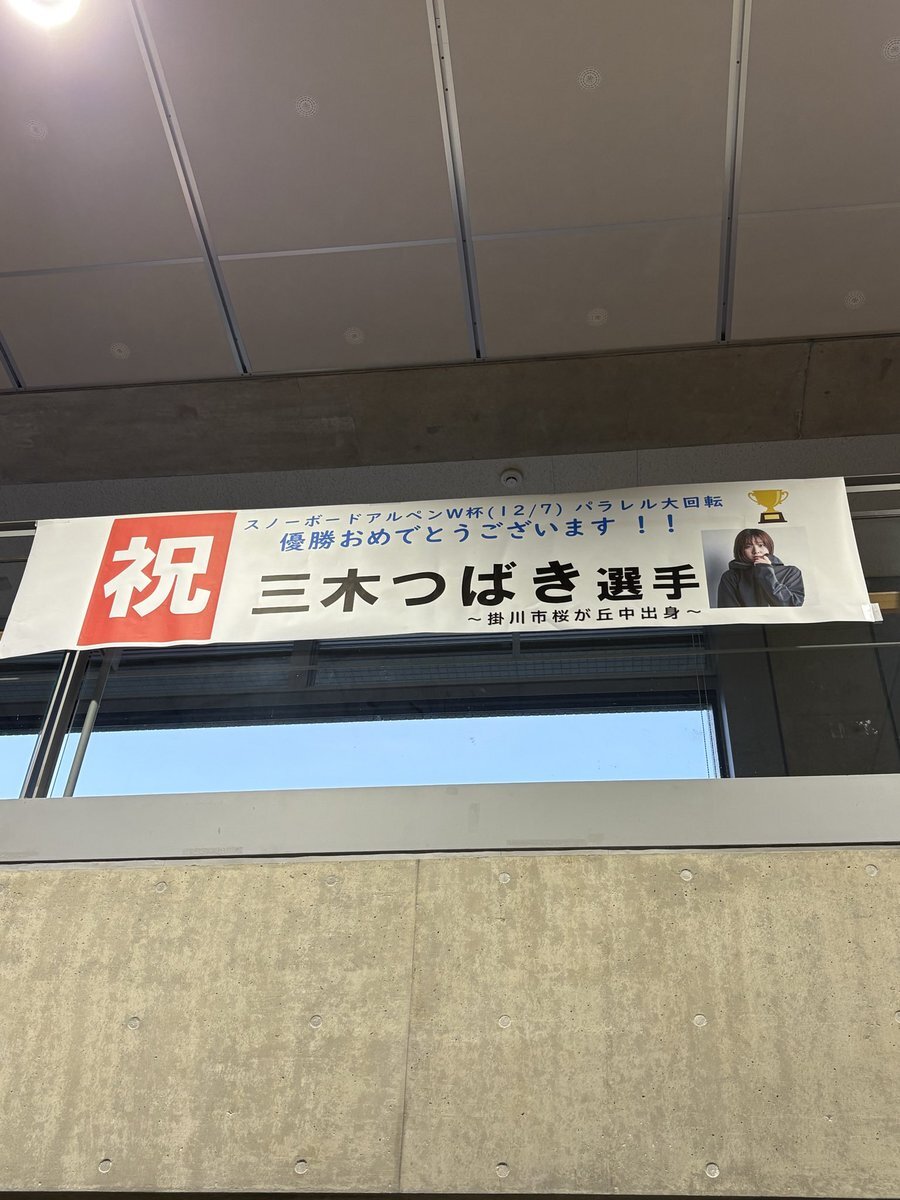 祝
スノーボードアルペンW杯(12/7) パラレル大回転
優勝おめでとうございます !!
三木つばき選手
～掛川市桜が丘中出身～